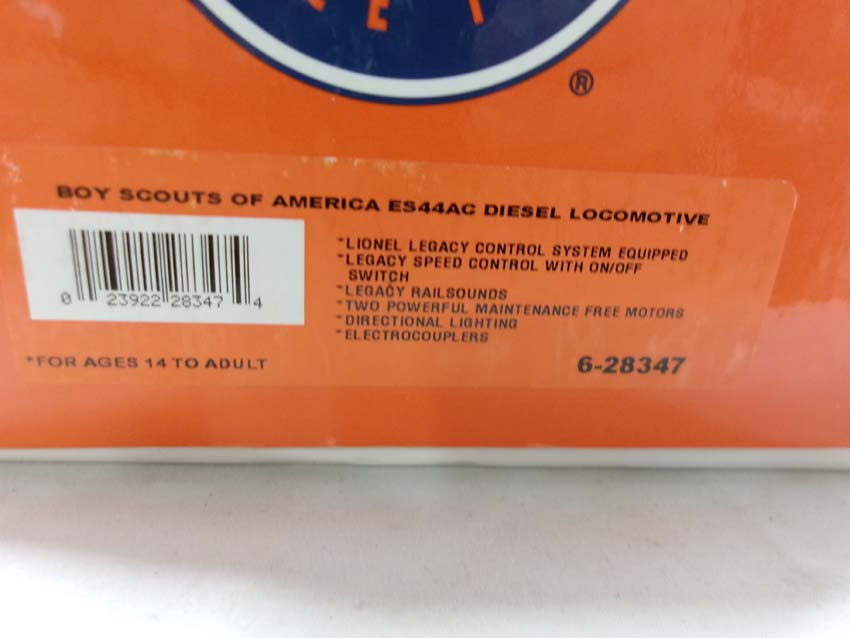 ®
BOY SCOUTS OF AMERICA ES44AC DIESEL LOCOMOTIVE
*LIONEL LEGACY CONTROL SYSTEM EQUIPPED
*LEGACY SPEED CONTROL WITH ON/OFF
SWITCH
*LEGACY RAILSOUNDS
*TWO POWERFUL MAINTENANCE FREE MOTORS
*DIRECTIONAL LIGHTING
*ELECTROCOUPLERS
0 23922 28347 4
*FOR AGES 14 TO ADULT
6-28347